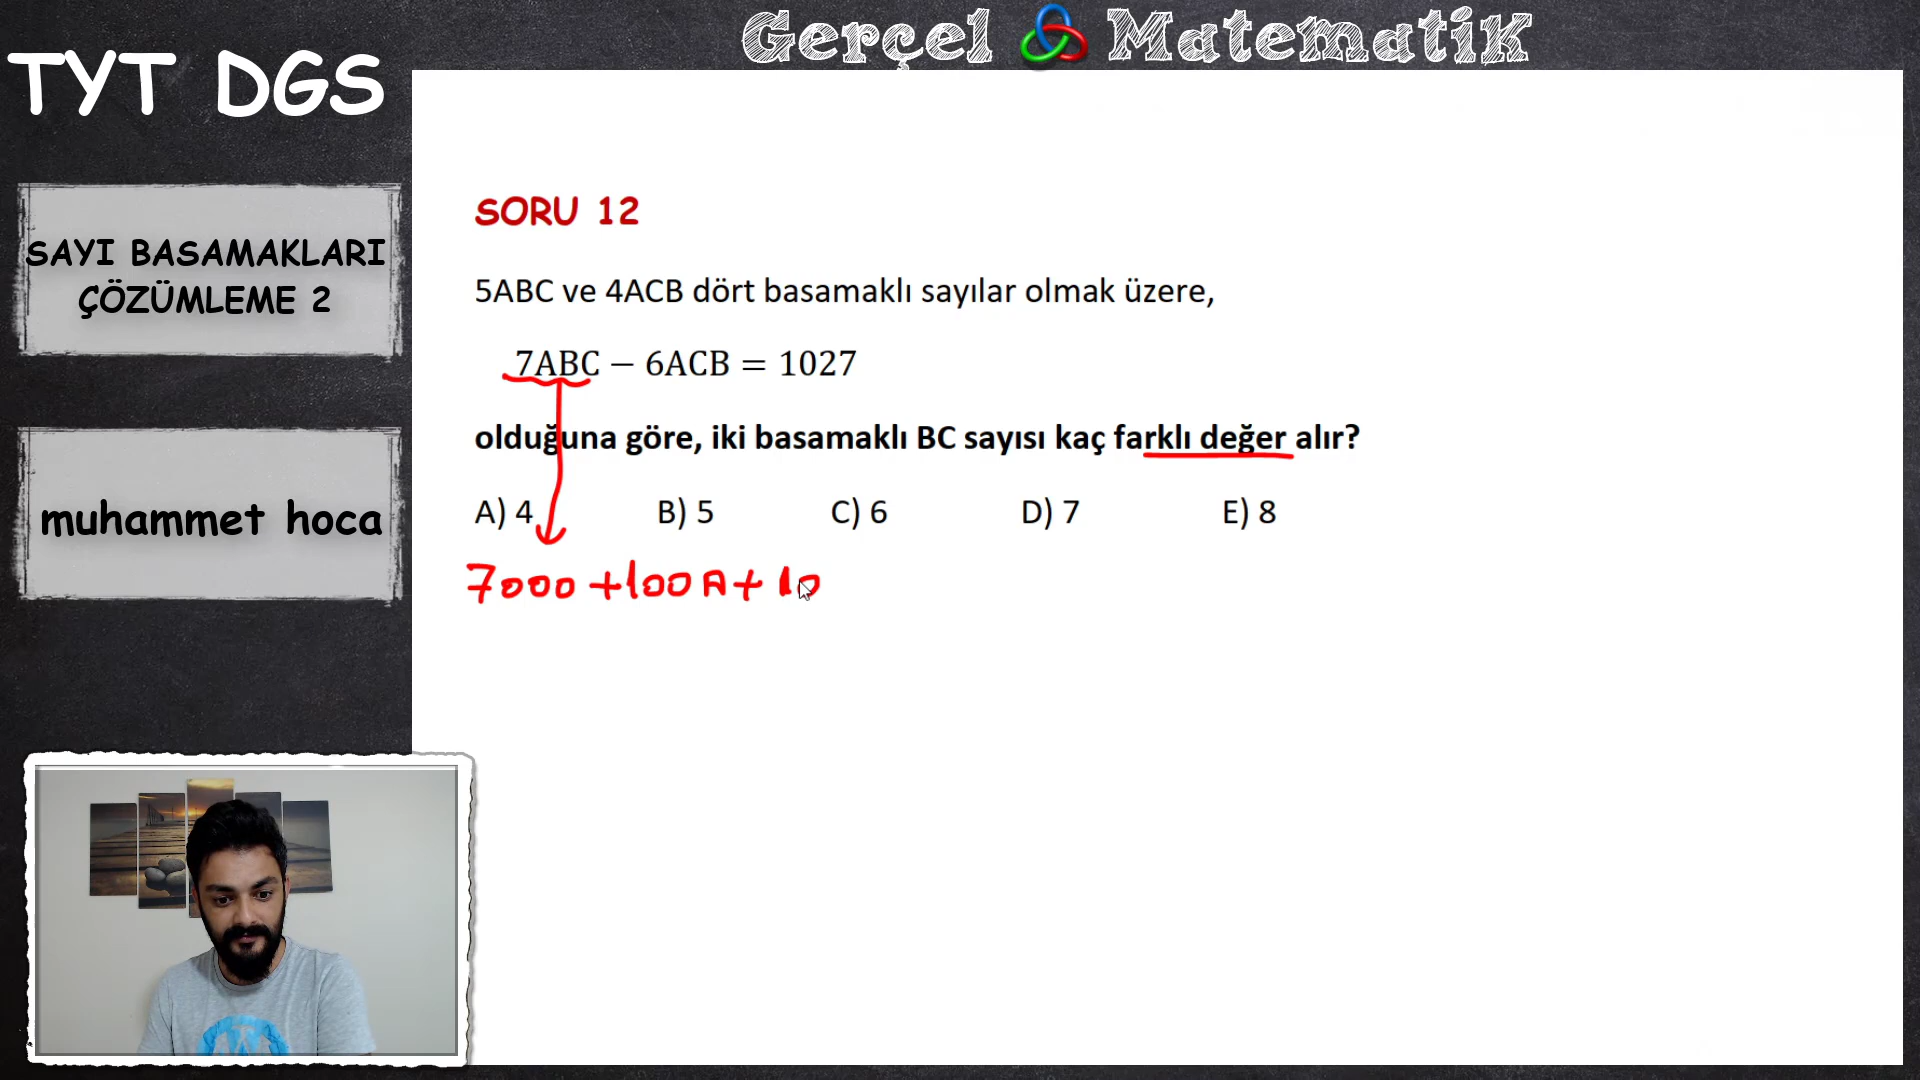 Gerçel Matematik
TYT DGS
SAYI BASAMAKLARI
ÇÖZÜMLEME 2
muhammet hoca
SORU 12
5ABC ve 4ACB dört basamaklı sayılar olmak üzere,
7ABC − 6ACB = 1027
olduğuna göre, iki basamaklı BC sayısı kaç farklı değer alır?
A) 4 B) 5 C) 6 D) 7 E) 8
7000 + 100A + 10